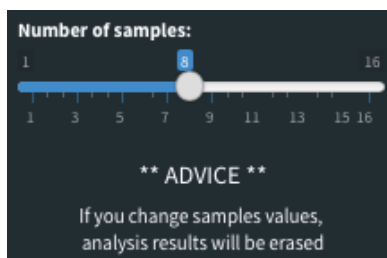 Number of samples:
1 8 16
1 3 5 7 9 11 13 15 16
** ADVICE **
If you change samples values,
analysis results will be erased